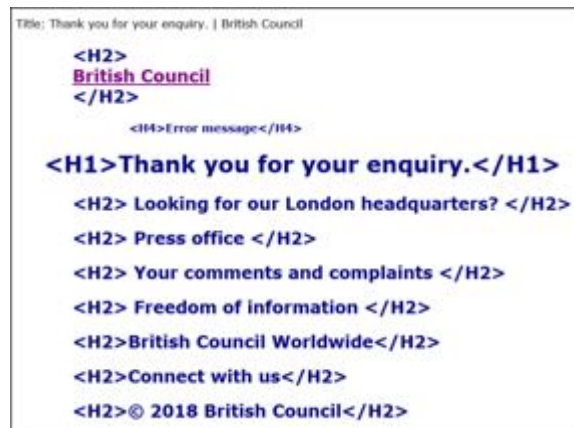 Title: Thank you for your enquiry. | British Council
<H2>
British Council
</H2>
<H4>Error message</H4>
<H1>Thank you for your enquiry.</H1>
<H2> Looking for our London headquarters? </H2>
<H2> Press office </H2>
<H2> Your comments and complaints </H2>
<H2> Freedom of information </H2>
<H2>British Council Worldwide</H2>
<H2>Connect with us</H2>
<H2>© 2018 British Council</H2>